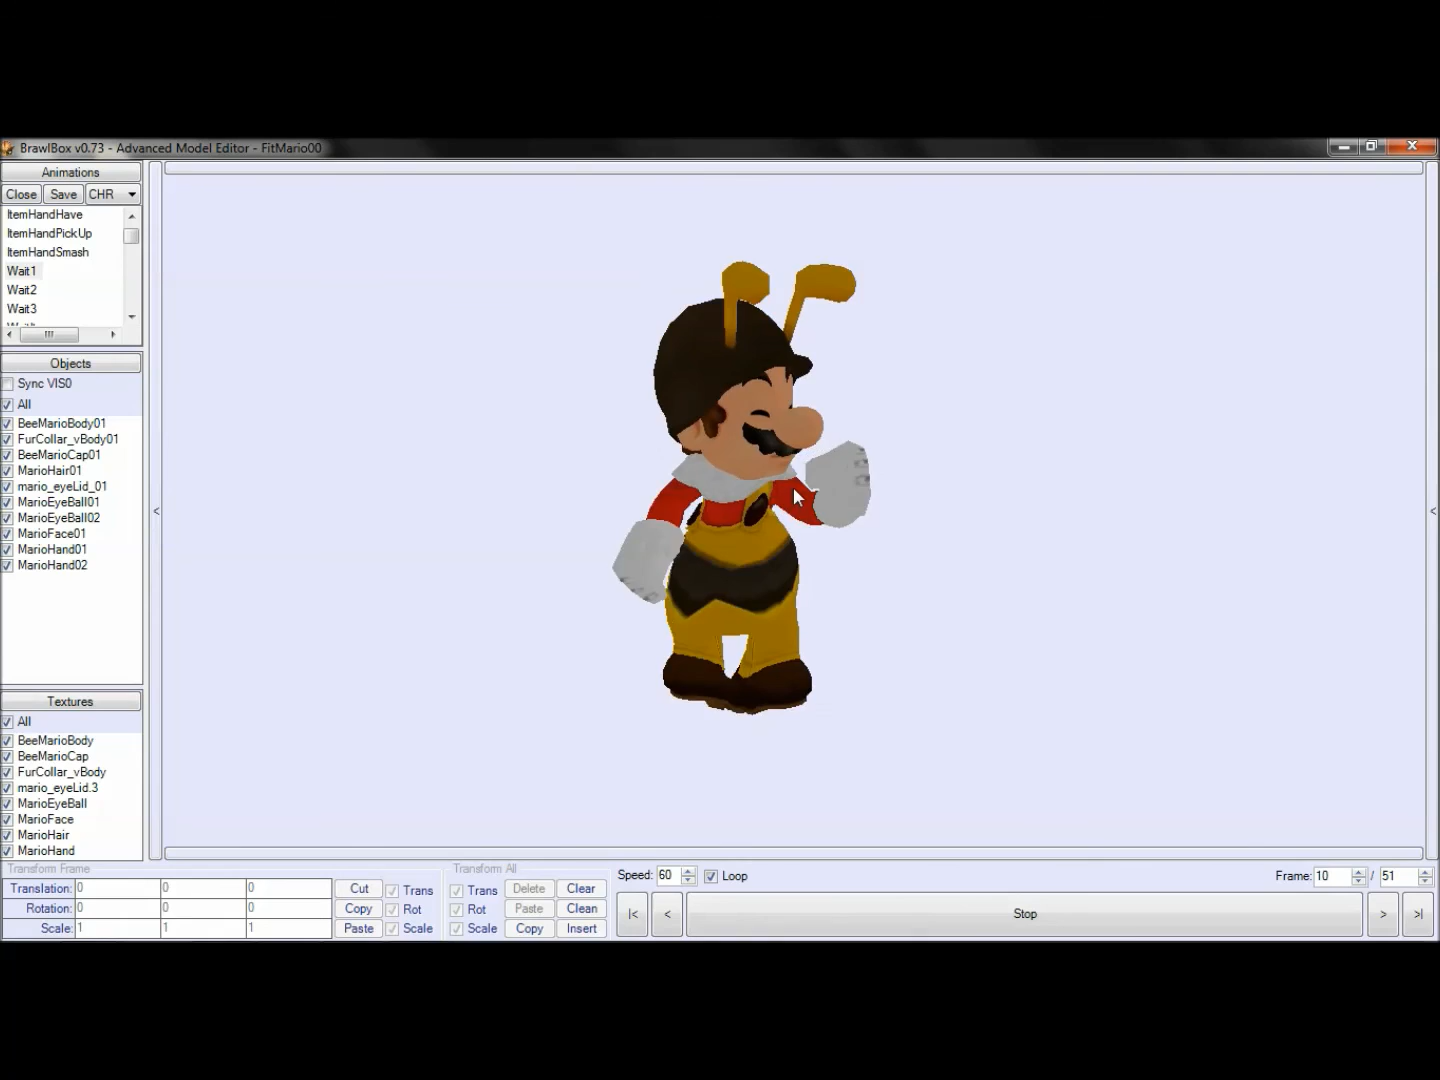 BrawlBox v0.73 - Advanced Model Editor - FitMario00
Animations
Close Save CHR
ItemHandHave
ItemHandPickUp
ItemHandSmash
Wait1
Wait2
Wait3
Objects
Sync VIS0
All
BeeMarioBody01
FurCollar_vBody01
BeeMarioCap01
MarioHair01
mario_eyeLid_01
MarioEyeBall01
MarioEyeBall02
MarioFace01
MarioHand01
MarioHand02
Textures
All
BeeMarioBody
BeeMarioCap
FurCollar_vBody
mario_eyeLid.3
MarioEyeBall
MarioFace
MarioHair
MarioHand
Transform Frame
Translation: 0 0 0 Cut Trans
Rotation: 0 0 0 Copy Rot
Scale: 1 1 1 Paste Scale
Transform All
Trans Delete Clear
Rot Paste Clean
Scale Copy Insert
Speed: 60 Loop
Frame: 10 / 51
|< < Stop > >|